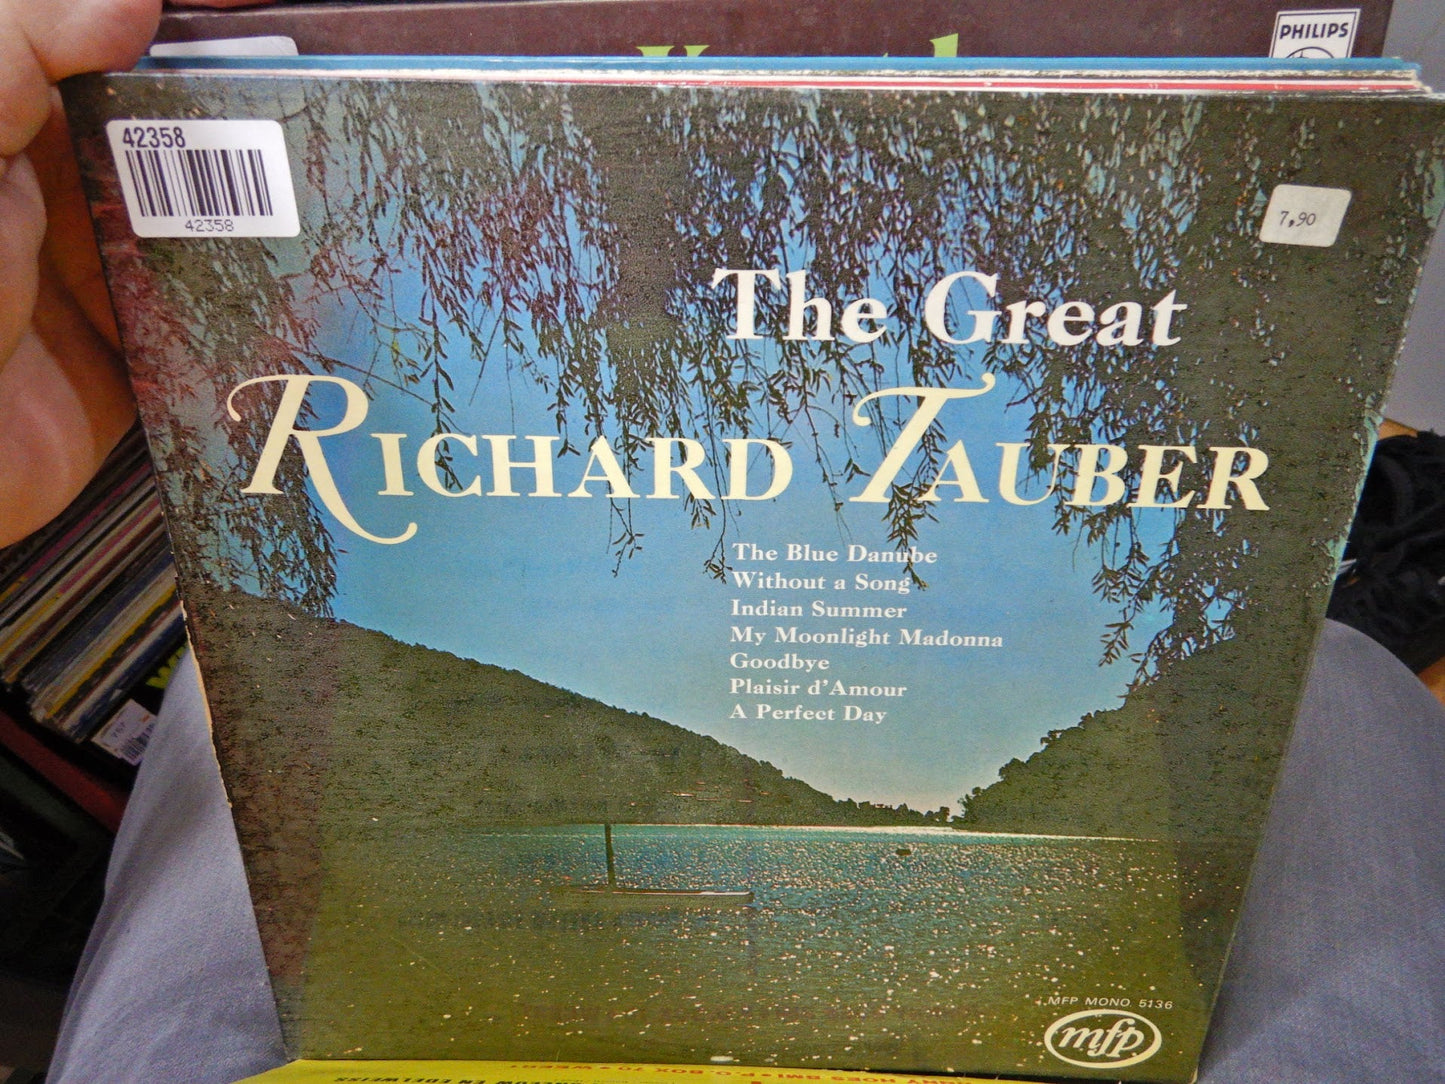 PHILIPS
42358
42358
7,90
The Great
RICHARD TAUBER
The Blue Danube
Without a Song
Indian Summer
My Moonlight Madonna
Goodbye
Plaisir d'Amour
A Perfect Day
MFP MONO 5136
mfp